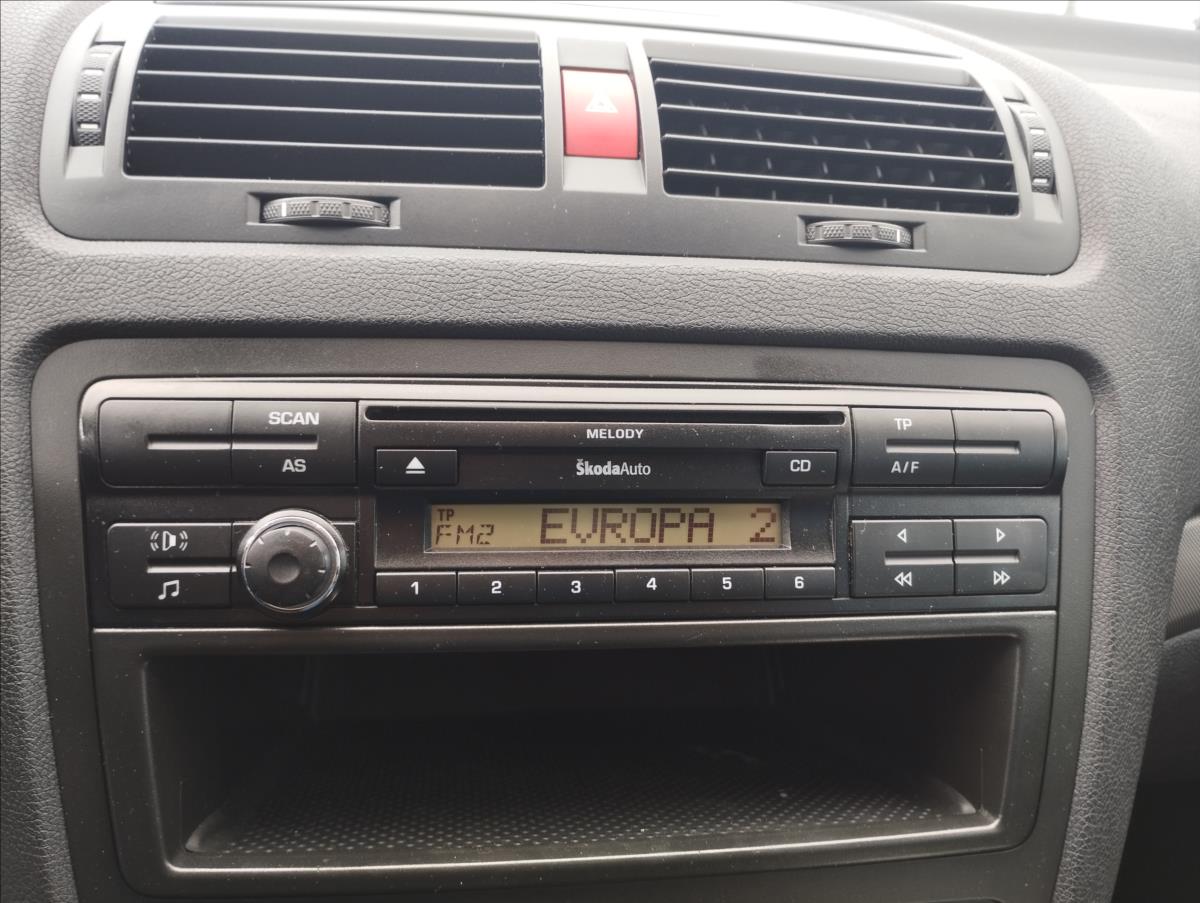 SCAN
AS
MELODY
ŠkodaAuto
CD
TP
A/F
TP
FM2
EVROPA 2
1 2 3 4 5 6